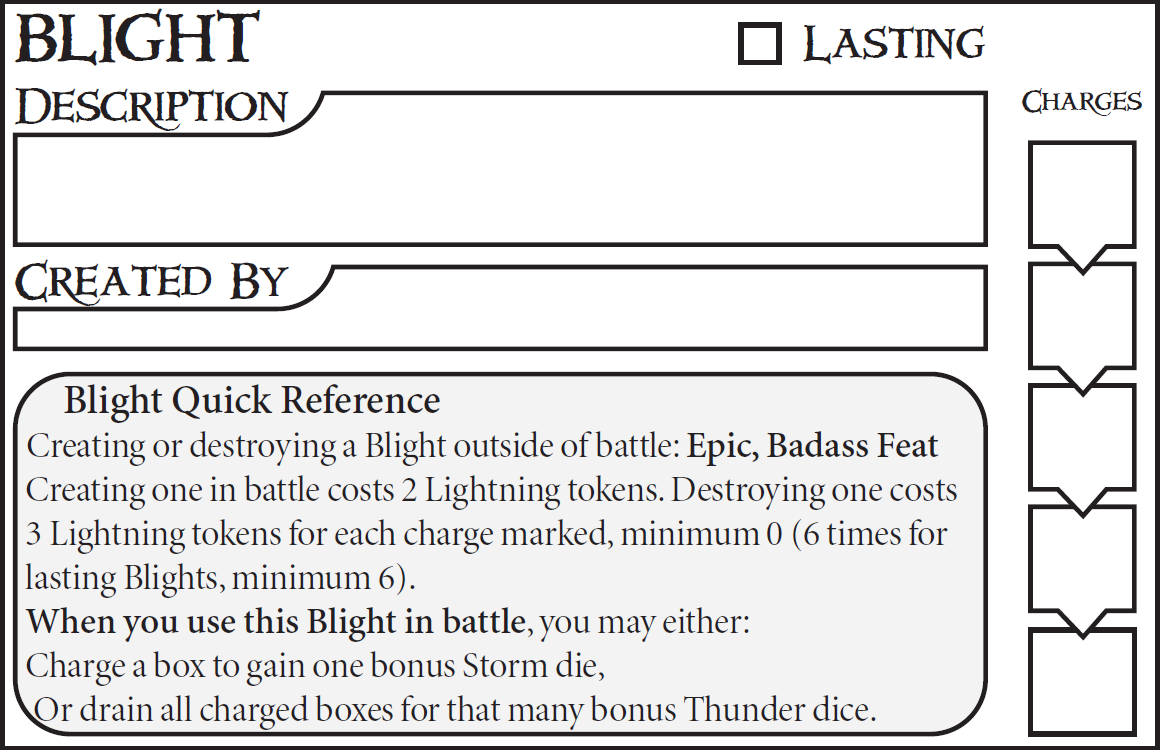 BLIGHT
LASTING
DESCRIPTION
CHARGES
CREATED BY
Blight Quick Reference
Creating or destroying a Blight outside of battle: Epic, Badass Feat
Creating one in battle costs 2 Lightning tokens. Destroying one costs
3 Lightning tokens for each charge marked, minimum 0 (6 times for
lasting Blights, minimum 6).
When you use this Blight in battle, you may either:
Charge a box to gain one bonus Storm die,
Or drain all charged boxes for that many bonus Thunder dice.